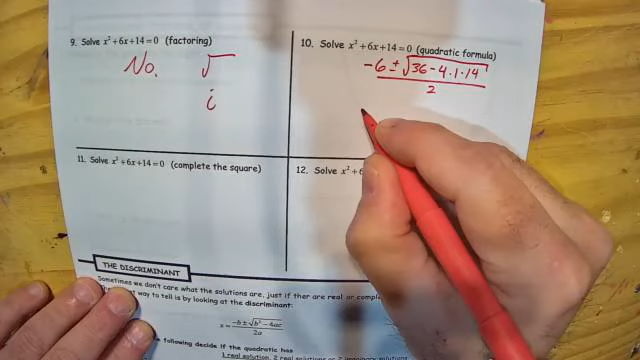 9. Solve x² + 6x + 14 = 0 (factoring)
No. √
i
10. Solve x² + 6x + 14 = 0 (quadratic formula)
-6 ± √36 - 4·1·14
2
11. Solve x² + 6x + 14 = 0 (complete the square)
12. Solve x² + 6
THE DISCRIMINANT
Sometimes we don't care what the solutions are, just if ther are real or comple
way to tell is by looking at the discriminant:
x = -b ± √b² - 4ac
2a
following decide if the quadratic has
1 real solution, 2 real solutions or 2 imaginary solutions